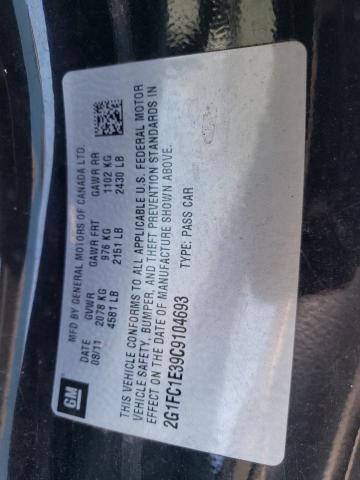 GM
MFD BY GENERAL MOTORS OF CANADA LTD.
DATE GVWR GAWR FRT GAWR RR
08/11 2078 KG 976 KG 1102 KG
4581 LB 2151 LB 2430 LB
THIS VEHICLE CONFORMS TO ALL APPLICABLE U.S. FEDERAL MOTOR
VEHICLE SAFETY, BUMPER, AND THEFT PREVENTION STANDARDS IN
EFFECT ON THE DATE OF MANUFACTURE SHOWN ABOVE.
2G1FC1E39C9104693 TYPE: PASS CAR